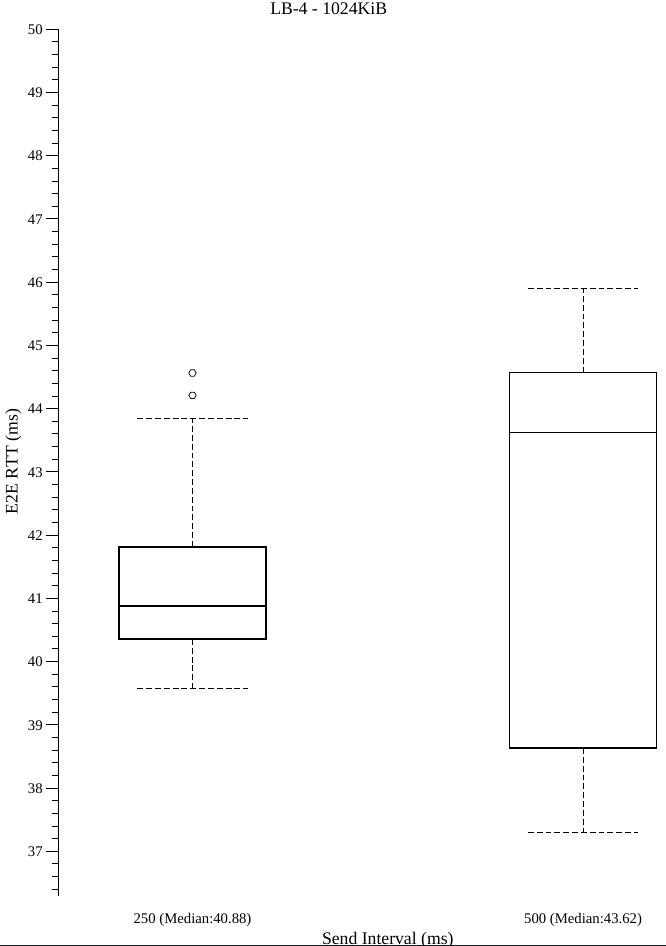 LB-4 - 1024KiB
50
49
48
47
46
45
44
43
42
41
40
39
38
37
E2E RTT (ms)
250 (Median:40.88)
500 (Median:43.62)
Send Interval (ms)